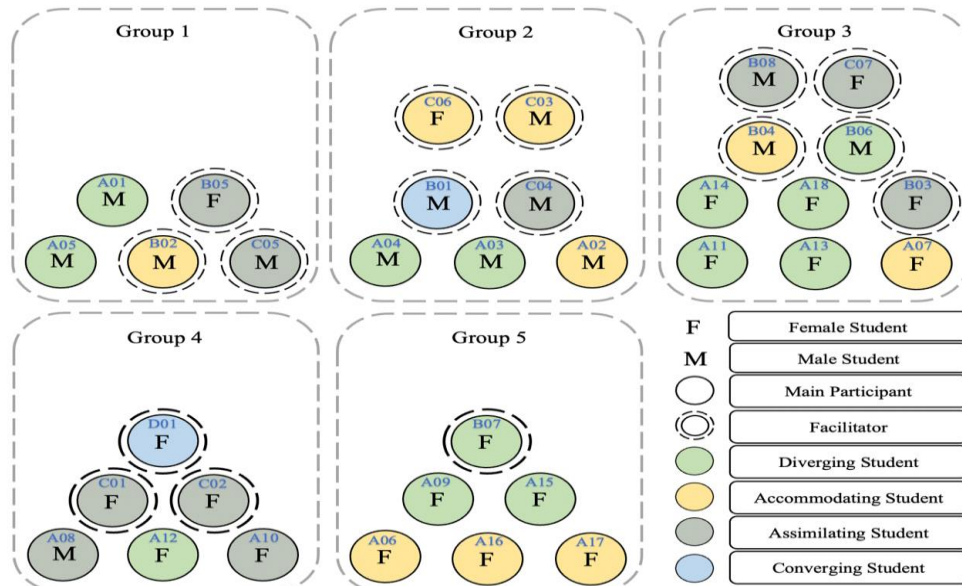 Group 1
A01
M
B05
F
A05
M
B02
M
C05
M
Group 2
C06
F
C03
M
B01
M
C04
M
A04
M
A03
M
A02
M
Group 3
B08
M
C07
F
B04
M
B06
M
A14
F
A18
F
B03
F
A11
F
A13
F
A07
F
Group 4
D01
F
C01
F
C02
F
A08
M
A12
F
A10
F
Group 5
B07
F
A09
F
A15
F
A06
F
A16
F
A17
F
F Female Student
M Male Student
Main Participant
Facilitator
Diverging Student
Accommodating Student
Assimilating Student
Converging Student